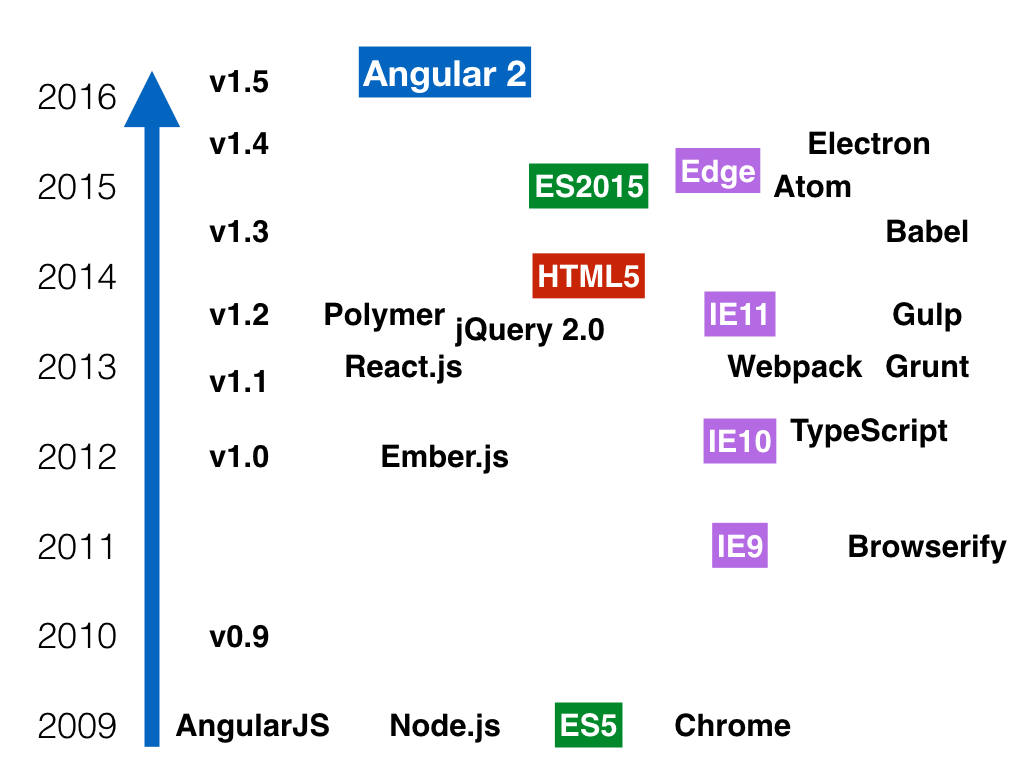 v1.5 Angular 2
2016
v1.4 Electron
Edge
2015 ES2015 Atom
v1.3 Babel
2014 HTML5
v1.2 Polymer IE11 Gulp
jQuery 2.0
2013 React.js Webpack Grunt
v1.1
TypeScript
IE10
2012 v1.0 Ember.js
2011 IE9 Browserify
2010 v0.9
2009 AngularJS Node.js ES5 Chrome